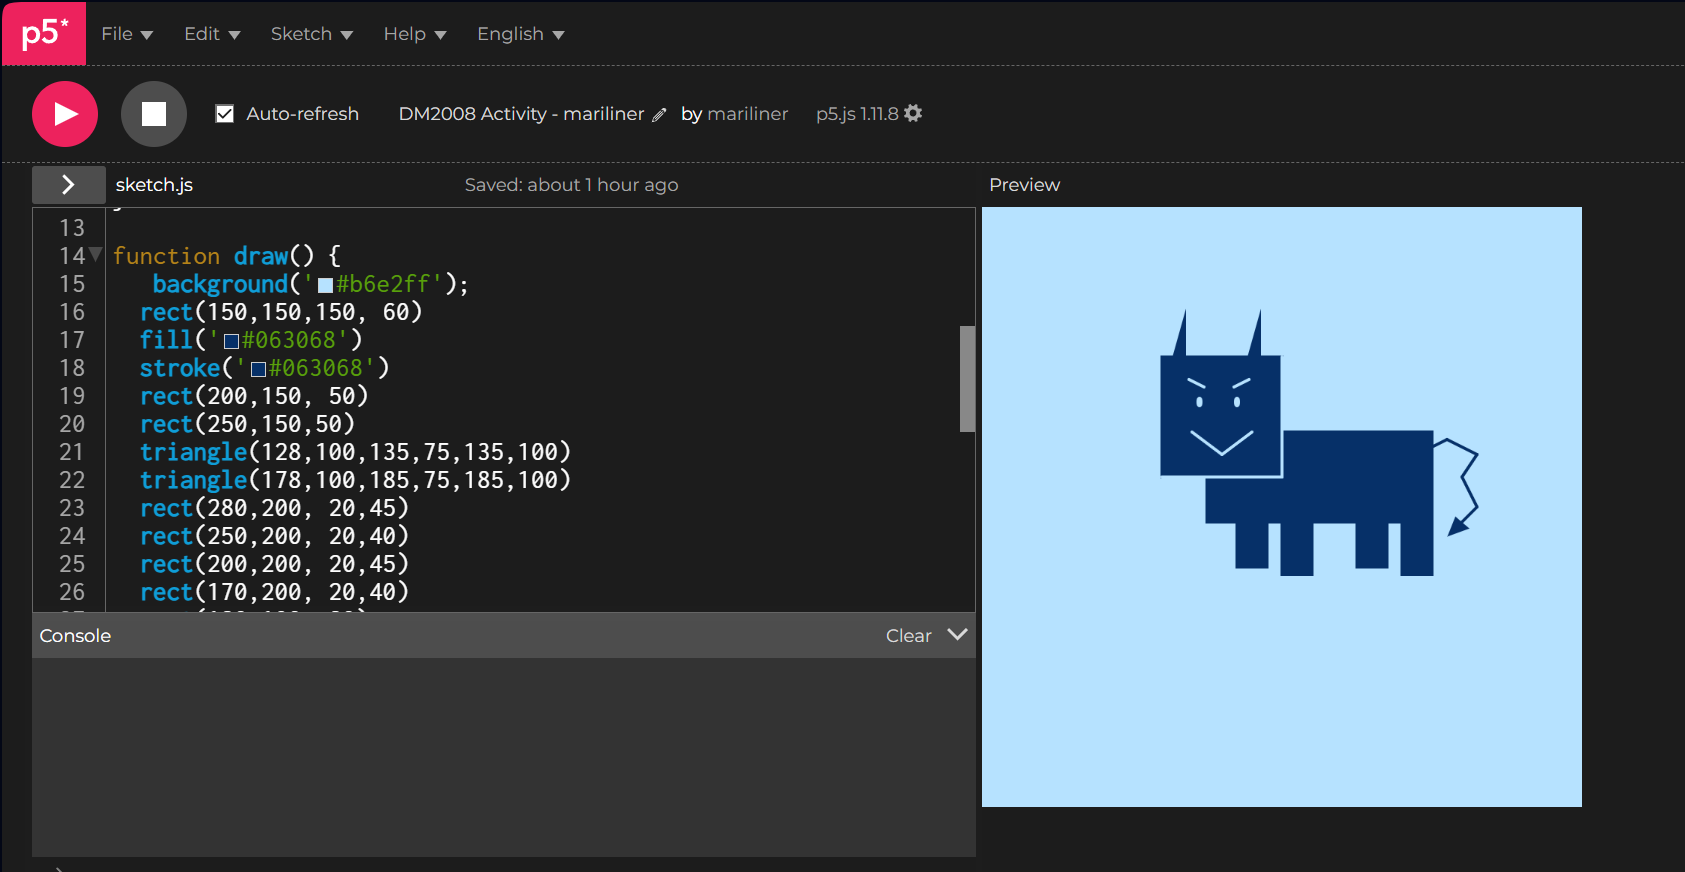 p5*
File
Edit
Sketch
Help
English
Auto-refresh
DM2008 Activity - mariliner
by mariliner
p5.js 1.11.8
sketch.js
Saved: about 1 hour ago
Preview
13
14 function draw() {
15 background('#b6e2ff');
16 rect(150,150,150, 60)
17 fill('#063068')
18 stroke('#063068')
19 rect(200,150, 50)
20 rect(250,150,50)
21 triangle(128,100,135,75,135,100)
22 triangle(178,100,185,75,185,100)
23 rect(280,200, 20,45)
24 rect(250,200, 20,40)
25 rect(200,200, 20,45)
26 rect(170,200, 20,40)
Console
Clear